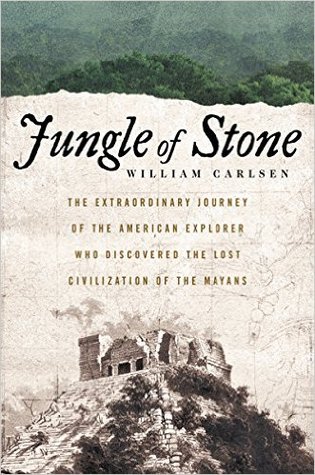 Jungle of Stone
WILLIAM CARLSEN
THE EXTRAORDINARY JOURNEY
OF THE AMERICAN EXPLORER
WHO DISCOVERED THE LOST
CIVILIZATION OF THE MAYANS